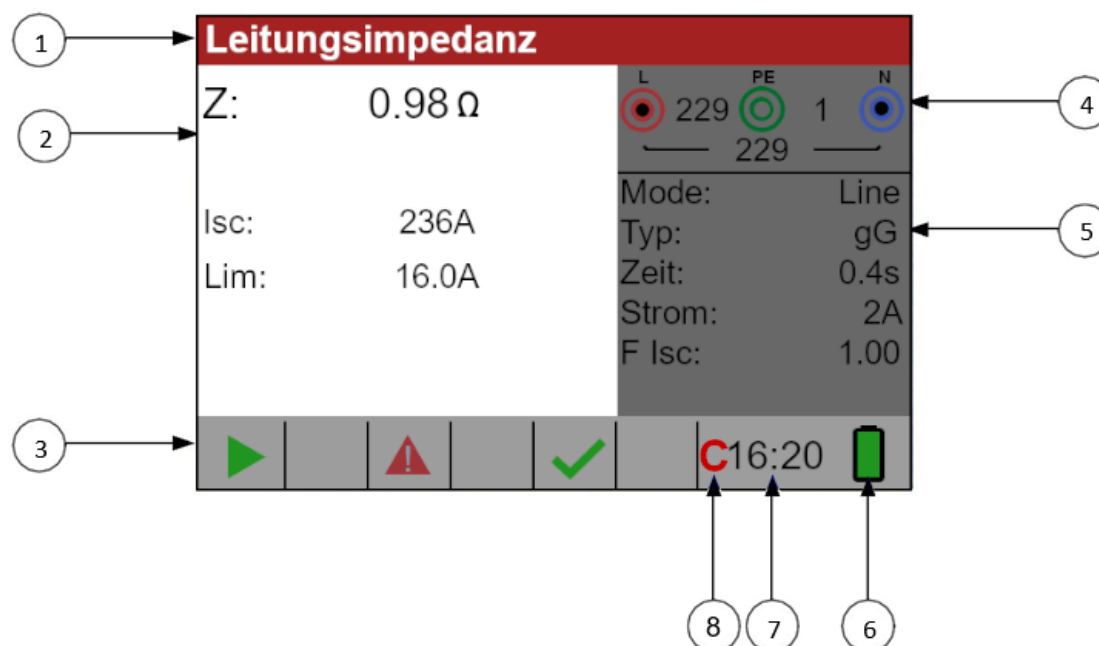 1
Leitungsimpedanz
2
Z: 0.98 Ω
Isc: 236A
Lim: 16.0A
L PE N
229 1
229
4
Mode: Line
Typ: gG
Zeit: 0.4s
Strom: 2A
F Isc: 1.00
5
3
! C 16:20
8 7 6